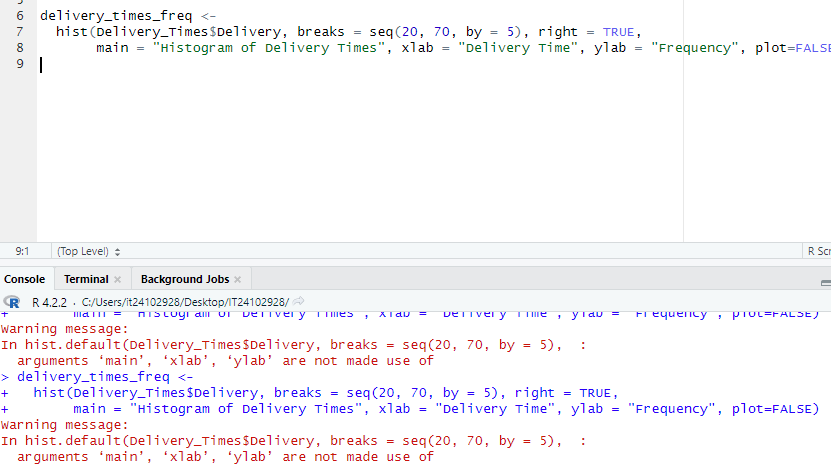 6 delivery_times_freq <-
7 hist(Delivery_Times$Delivery, breaks = seq(20, 70, by = 5), right = TRUE,
8 main = "Histogram of Delivery Times", xlab = "Delivery Time", ylab = "Frequency", plot=FALSE
9
9:1 (Top Level) R Scr
Console Terminal Background Jobs
R 4.2.2 · C:/Users/it24102928/Desktop/IT24102928/
+ main = "Histogram of Delivery Times", xlab = "Delivery Time", ylab = "Frequency", plot=FALSE)
Warning message:
In hist.default(Delivery_Times$Delivery, breaks = seq(20, 70, by = 5), :
arguments ‘main’, ‘xlab’, ‘ylab’ are not made use of
> delivery_times_freq <-
+ hist(Delivery_Times$Delivery, breaks = seq(20, 70, by = 5), right = TRUE,
+ main = "Histogram of Delivery Times", xlab = "Delivery Time", ylab = "Frequency", plot=FALSE)
Warning message:
In hist.default(Delivery_Times$Delivery, breaks = seq(20, 70, by = 5), :
arguments ‘main’, ‘xlab’, ‘ylab’ are not made use of